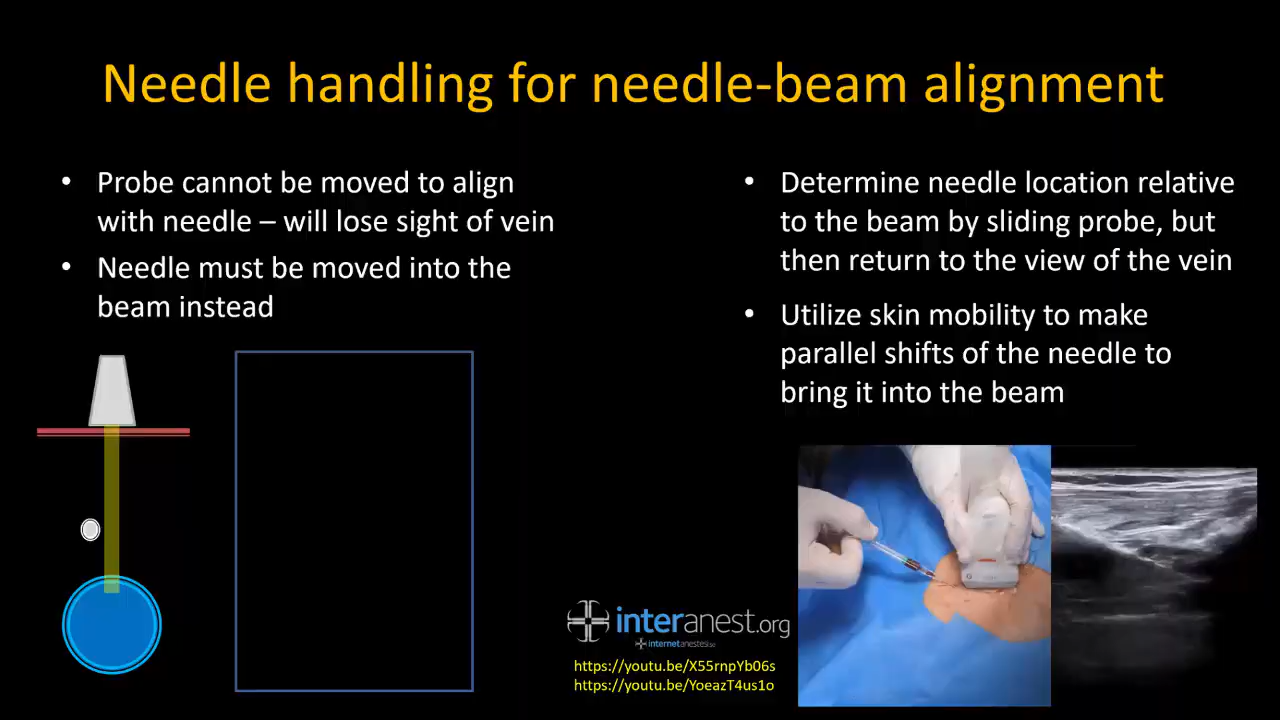 Needle handling for needle-beam alignment
• Probe cannot be moved to align
with needle – will lose sight of vein
• Needle must be moved into the
beam instead
• Determine needle location relative
to the beam by sliding probe, but
then return to the view of the vein
• Utilize skin mobility to make
parallel shifts of the needle to
bring it into the beam
interanest.org
internetanestesi.se
https://youtu.be/X55rnpYb06s
https://youtu.be/YoeazT4us1o